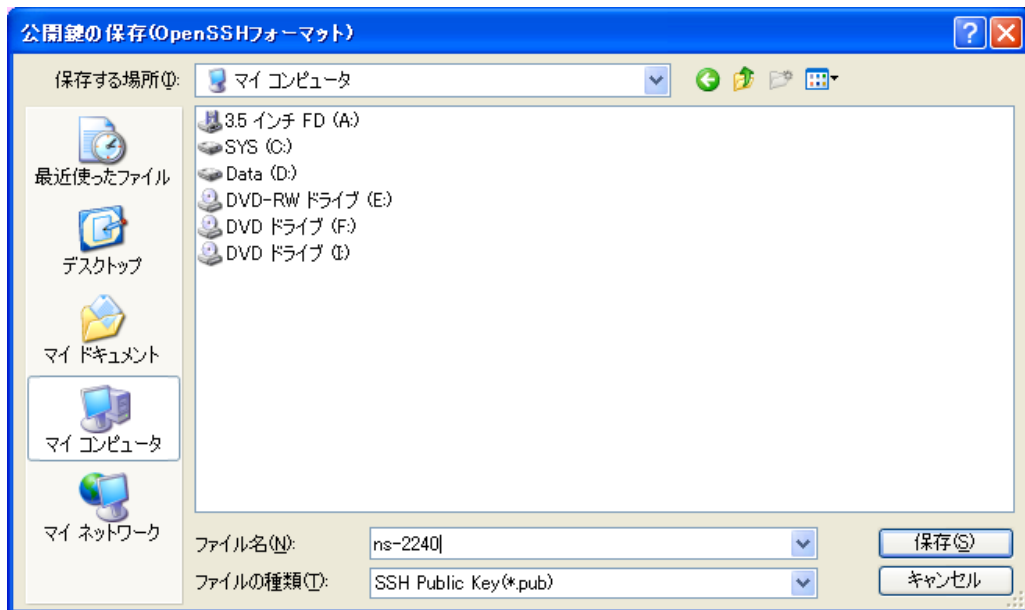 公開鍵の保存(OpenSSHフォーマット)
保存する場所(I):
マイ コンピュータ
3.5 インチ FD (A:)
SYS (C:)
Data (D:)
DVD-RW ドライブ (E:)
DVD ドライブ (F:)
DVD ドライブ (I:)
最近使ったファイル
デスクトップ
マイ ドキュメント
マイ コンピュータ
マイ ネットワーク
ファイル名(N):
ns-2240
保存(S)
ファイルの種類(T):
SSH Public Key(*.pub)
キャンセル